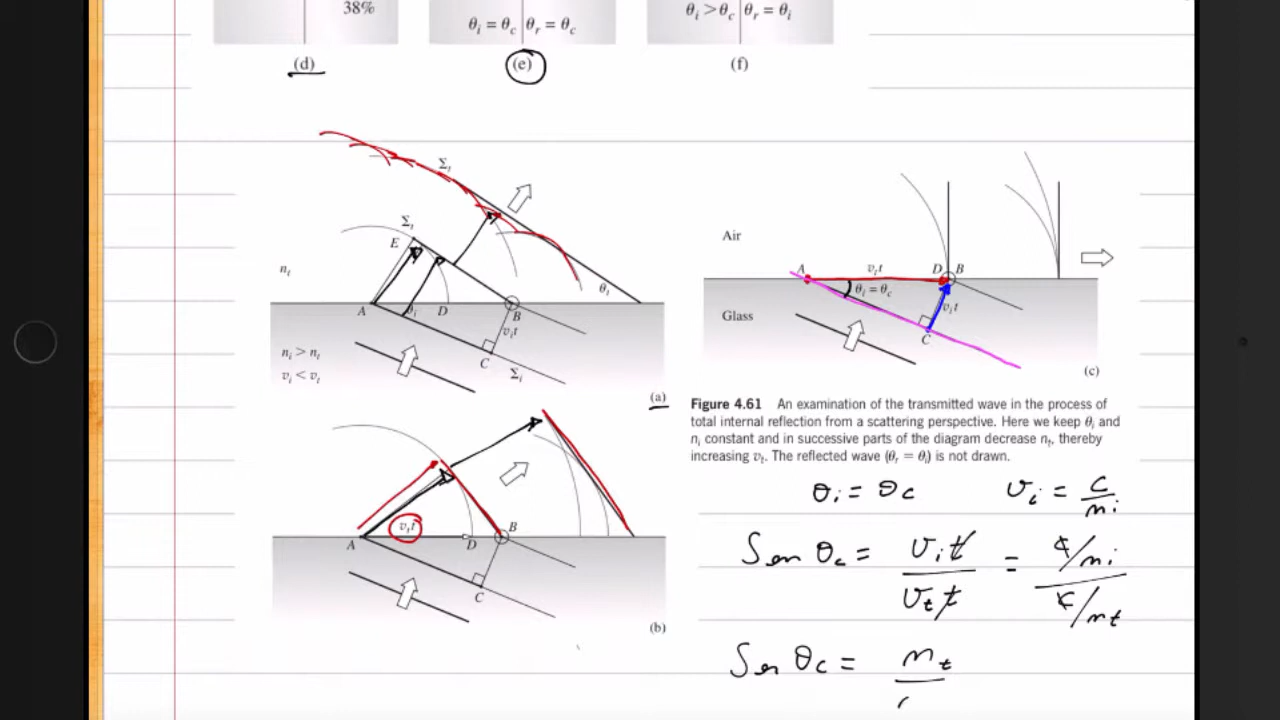 38%
θi = θc | θr = θc
θi > θc | θr = θi
(d)
(e)
(f)
Σt
Σt
E
nt
θt
A
θi
D
B
vit
C
Σi
ni > nt
vi < vt
(a)
Air
A
vtt
D
B
θi = θc
vit
Glass
C
(c)
Figure 4.61 An examination of the transmitted wave in the process of
total internal reflection from a scattering perspective. Here we keep θi and
ni constant and in successive parts of the diagram decrease nt, thereby
increasing vt. The reflected wave (θr = θi) is not drawn.
vtt
A
D
B
C
(b)
θi = θc
vi = c/ni
Sen θc = vit/vtt = c/ni / c/nt
Sen θc = nt